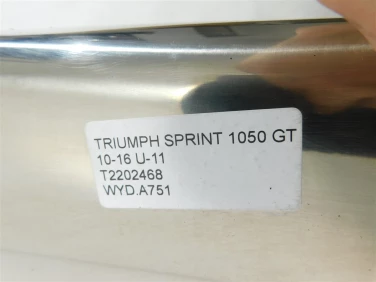 TRIUMPH SPRINT 1050 GT
10-16 U-11
T2202468
WYD.A751